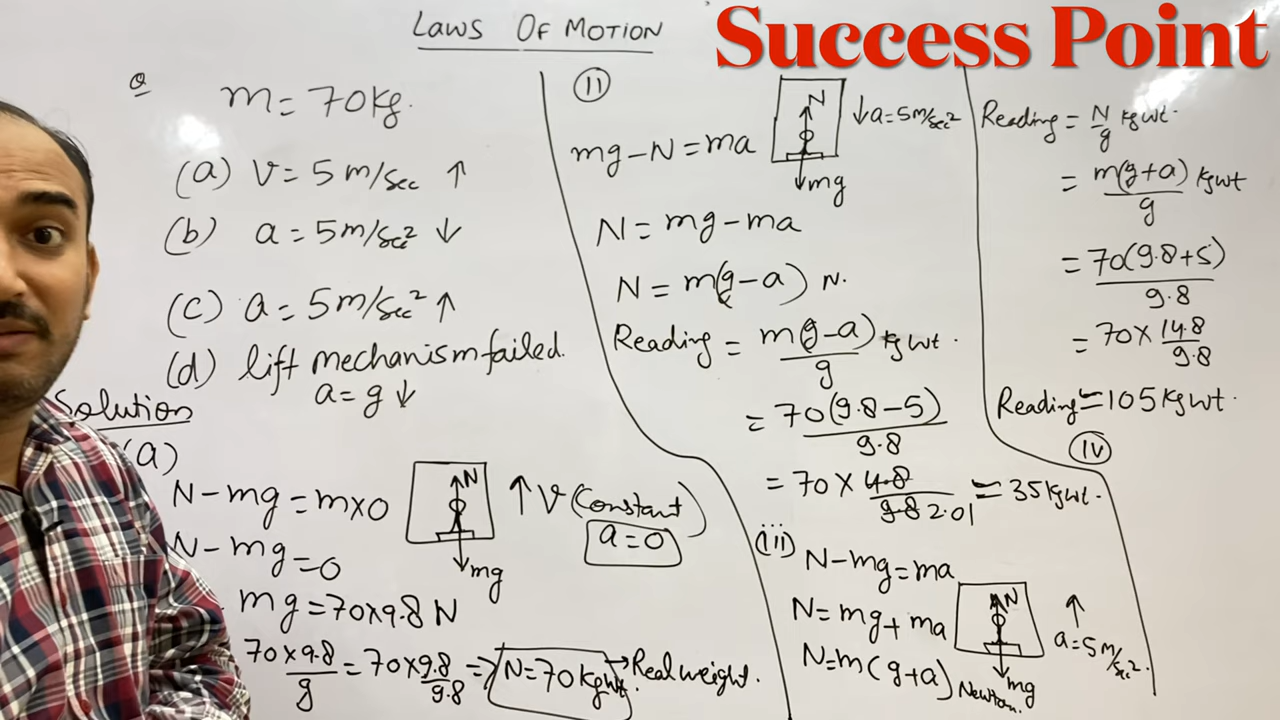 Laws Of Motion
Success Point
Q
m = 70kg.
(a) v = 5 m/sec ↑
(b) a = 5 m/sec² ↓
(c) a = 5 m/sec² ↑
(d) lift mechanism failed.
a = g ↓
Solution
(a)
N - mg = m×0
N - mg = 0
mg = 70×9.8 N
70×9.8/g = 70×9.8/9.8 ⇒ N = 70 kgwt. → Real weight.
N
mg
↑ V (Constant)
a = 0
(ii)
mg - N = ma
N
mg
↓a = 5m/sec²
N = mg - ma
N = m(g - a) N.
Reading = m(g - a)/g kgwt.
= 70(9.8 - 5)/9.8
= 70 × 4.8/9.8 2.01 = 35 kgwt.
(iii)
N - mg = ma
N = mg + ma
N = m(g + a) Newton.
N
mg
↑
a = 5m/sec².
Reading = N/g kgwt.
= m(g + a)/g kgwt
= 70(9.8 + 5)/9.8
= 70 × 14.8/9.8
Reading = 105 kgwt.
(iv)